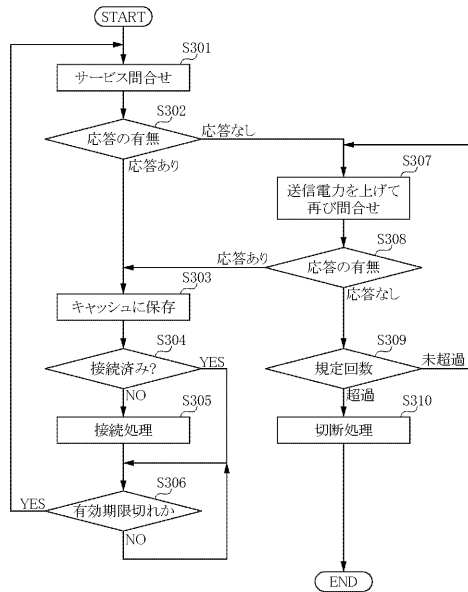 START
S301
サービス問合せ
S302
応答の有無
応答なし
応答あり
S307
送信電力を上げて
再び問合せ
S308
応答の有無
応答あり
応答なし
S303
キャッシュに保存
S304
接続済み?
YES
NO
S309
規定回数
未超過
超過
S305
接続処理
S310
切断処理
S306
有効期限切れか
YES
NO
END